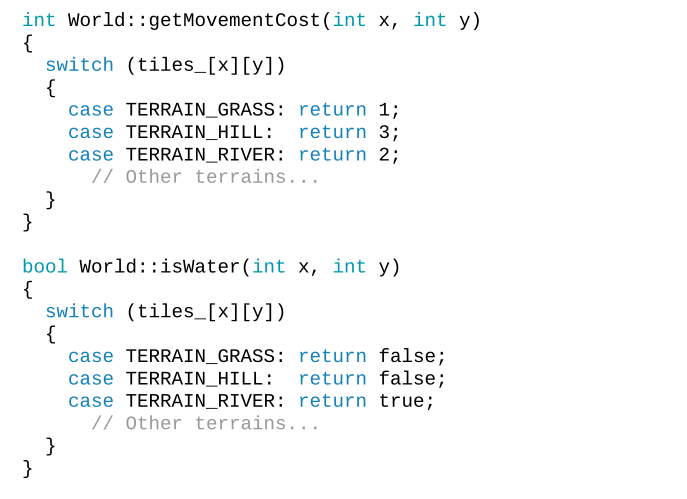 int World::getMovementCost(int x, int y)
{
  switch (tiles_[x][y])
  {
    case TERRAIN_GRASS: return 1;
    case TERRAIN_HILL:  return 3;
    case TERRAIN_RIVER: return 2;
      // Other terrains...
  }
}

bool World::isWater(int x, int y)
{
  switch (tiles_[x][y])
  {
    case TERRAIN_GRASS: return false;
    case TERRAIN_HILL:  return false;
    case TERRAIN_RIVER: return true;
      // Other terrains...
  }
}